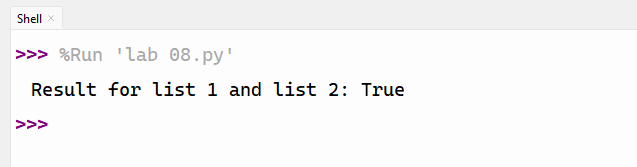 Shell ×
>>> %Run 'lab 08.py'
Result for list 1 and list 2: True
>>>